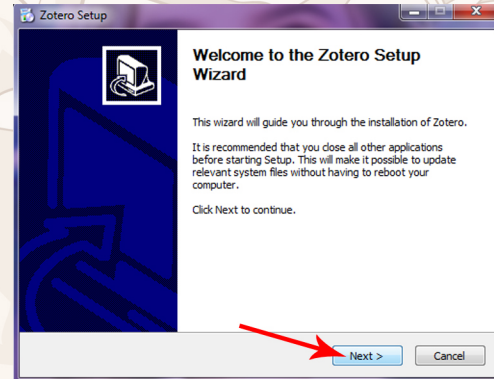 Zotero Setup
Welcome to the Zotero Setup
Wizard
This wizard will guide you through the installation of Zotero.
It is recommended that you close all other applications
before starting Setup. This will make it possible to update
relevant system files without having to reboot your
computer.
Click Next to continue.
Next >
Cancel